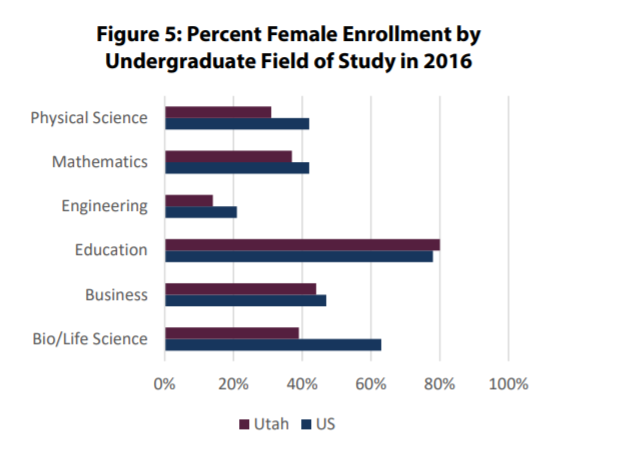 Figure 5: Percent Female Enrollment by
Undergraduate Field of Study in 2016
Physical Science
Mathematics
Engineering
Education
Business
Bio/Life Science
0% 20% 40% 60% 80% 100%
Utah US